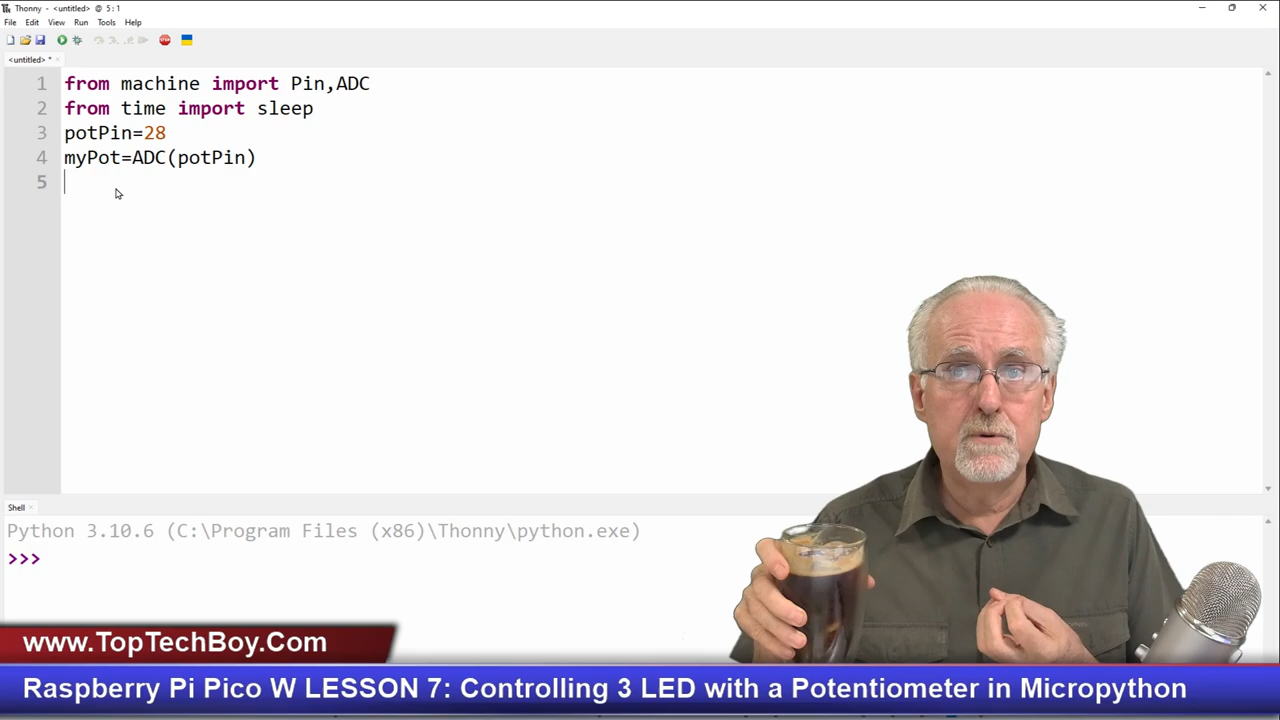 Thonny - <untitled> @ 5:1
File Edit View Run Tools Help
<untitled> *
1 from machine import Pin,ADC
2 from time import sleep
3 potPin=28
4 myPot=ADC(potPin)
5
Shell
Python 3.10.6 (C:\Program Files (x86)\Thonny\python.exe)
>>>
www.TopTechBoy.Com
Raspberry Pi Pico W LESSON 7: Controlling 3 LED with a Potentiometer in Micropython